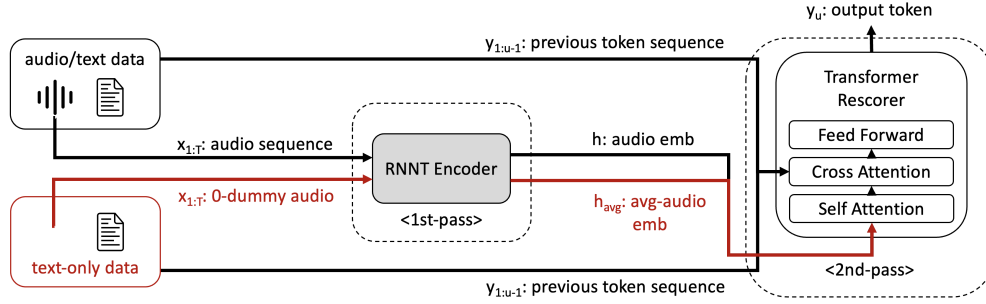 y1:u-1: previous token sequence
yu: output token
audio/text data
Transformer
Rescorer
x1:T: audio sequence
h: audio emb
Feed Forward
RNNT Encoder
Cross Attention
x1:T: 0-dummy audio
havg: avg-audio
emb
Self Attention
<1st-pass>
text-only data
<2nd-pass>
y1:u-1: previous token sequence